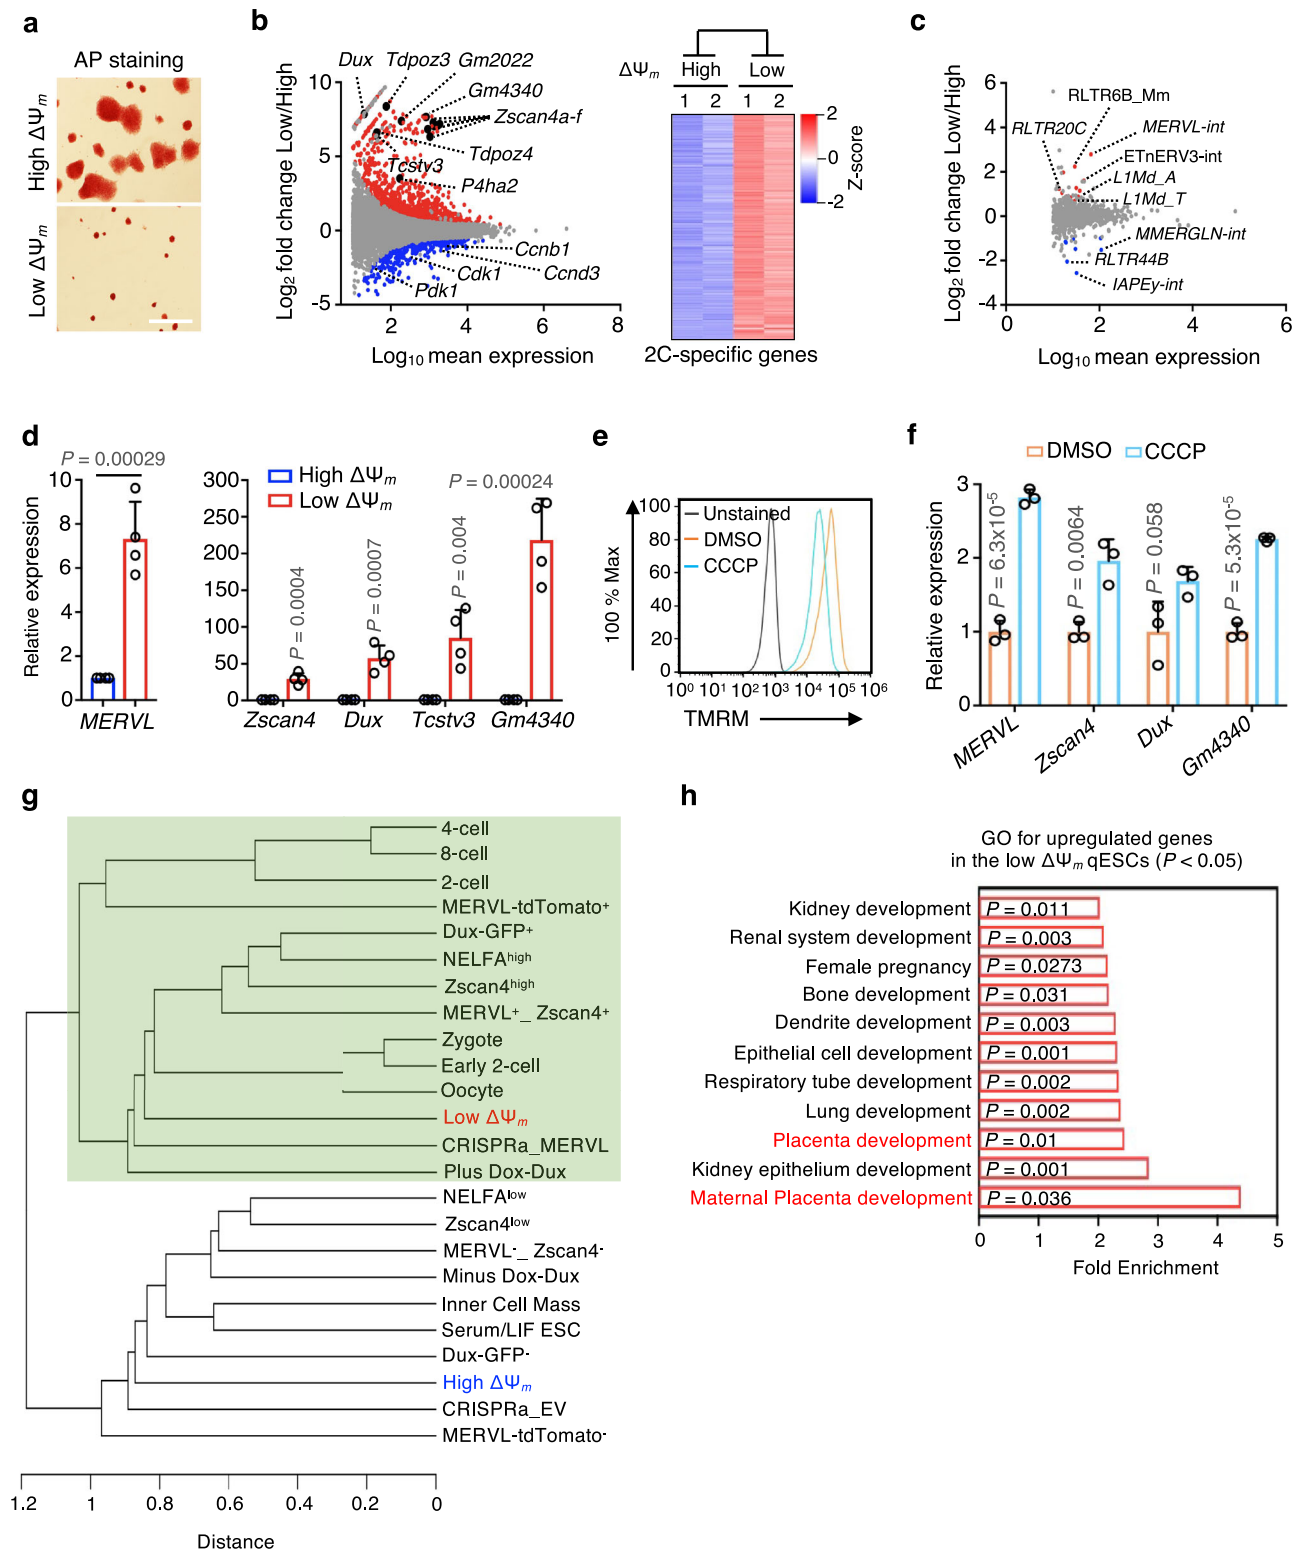 a
AP staining
High ΔΨm
Low ΔΨm
b
Log2 fold change Low/High
10
5
0
-5
2
4
6
8
Log10 mean expression
Dux
Tdpoz3
Gm2022
Gm4340
Zscan4a-f
Tdpoz4
Tcstv3
P4ha2
Ccnb1
Ccnd3
Cdk1
Pdk1
ΔΨm
High
Low
1
2
1
2
2
0
-2
Z-score
2C-specific genes
c
Log2 fold change Low/High
6
4
2
0
-2
-4
0
2
4
6
Log10 mean expression
RLTR6B_Mm
RLTR20C
MERVL-int
ETnERV3-int
L1Md_A
L1Md_T
MMERGLN-int
RLTR44B
IAPEy-int
d
P = 0.00029
Relative expression
10
8
6
4
2
0
MERVL
High ΔΨm
Low ΔΨm
300
250
200
150
100
50
0
P = 0.0004
P = 0.0007
P = 0.004
P = 0.00024
Zscan4
Dux
Tcstv3
Gm4340
e
100 % Max
100
80
60
40
20
0
Unstained
DMSO
CCCP
10⁰ 10¹ 10² 10³ 10⁴ 10⁵ 10⁶
TMRM
f
DMSO
CCCP
Relative expression
3
2
1
0
P = 6.3x10⁻⁵
P = 0.0064
P = 0.058
P = 5.3x10⁻⁵
MERVL
Zscan4
Dux
Gm4340
g
4-cell
8-cell
2-cell
MERVL-tdTomato⁺
Dux-GFP⁺
NELFAhigh
Zscan4high
MERVL⁺_ Zscan4⁺
Zygote
Early 2-cell
Oocyte
Low ΔΨm
CRISPRa_MERVL
Plus Dox-Dux
NELFAlow
Zscan4low
MERVL⁻_ Zscan4⁻
Minus Dox-Dux
Inner Cell Mass
Serum/LIF ESC
Dux-GFP⁻
High ΔΨm
CRISPRa_EV
MERVL-tdTomato⁻
1.2
1
0.8
0.6
0.4
0.2
0
Distance
h
GO for upregulated genes
in the low ΔΨm qESCs (P < 0.05)
Kidney development P = 0.011
Renal system development P = 0.003
Female pregnancy P = 0.0273
Bone development P = 0.031
Dendrite development P = 0.003
Epithelial cell development P = 0.001
Respiratory tube development P = 0.002
Lung development P = 0.002
Placenta development P = 0.01
Kidney epithelium development P = 0.001
Maternal Placenta development P = 0.036
0
1
2
3
4
5
Fold Enrichment